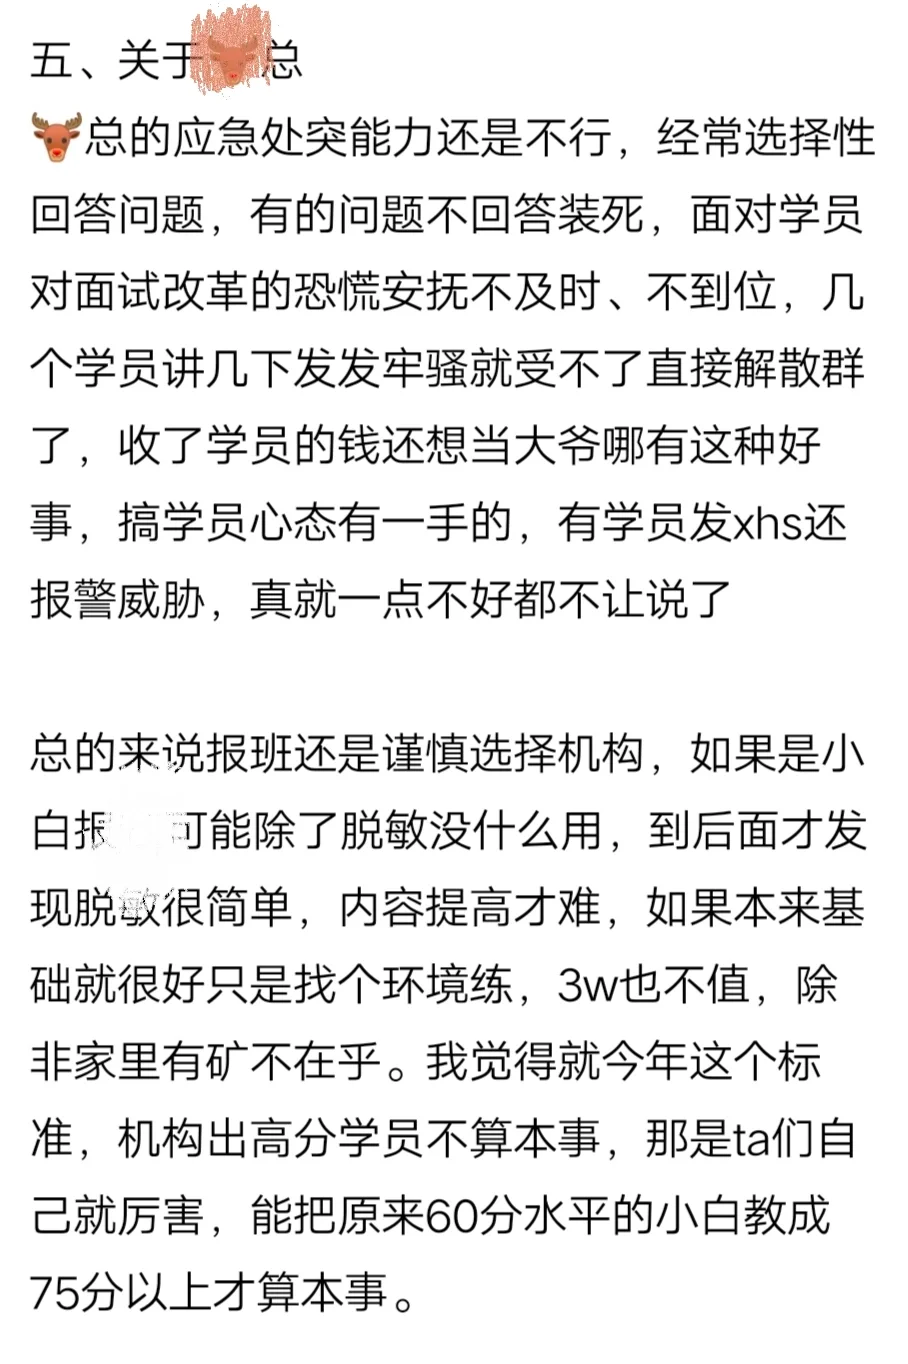 五、关于 总
🦌总的应急处突能力还是不行，经常选择性
回答问题，有的问题不回答装死，面对学员
对面试改革的恐慌安抚不及时、不到位，几
个学员讲几下发发牢骚就受不了直接解散群
了，收了学员的钱还想当大爷哪有这种好
事，搞学员心态有一手的，有学员发xhs还
报警威胁，真就一点不好都不让说了
总的来说报班还是谨慎选择机构，如果是小
白报 可能除了脱敏没什么用，到后面才发
现脱敏很简单，内容提高才难，如果本来基
础就很好只是找个环境练，3w也不值，除
非家里有矿不在乎。我觉得就今年这个标
准，机构出高分学员不算本事，那是ta们自
己就厉害，能把原来60分水平的小白教成
75分以上才算本事。